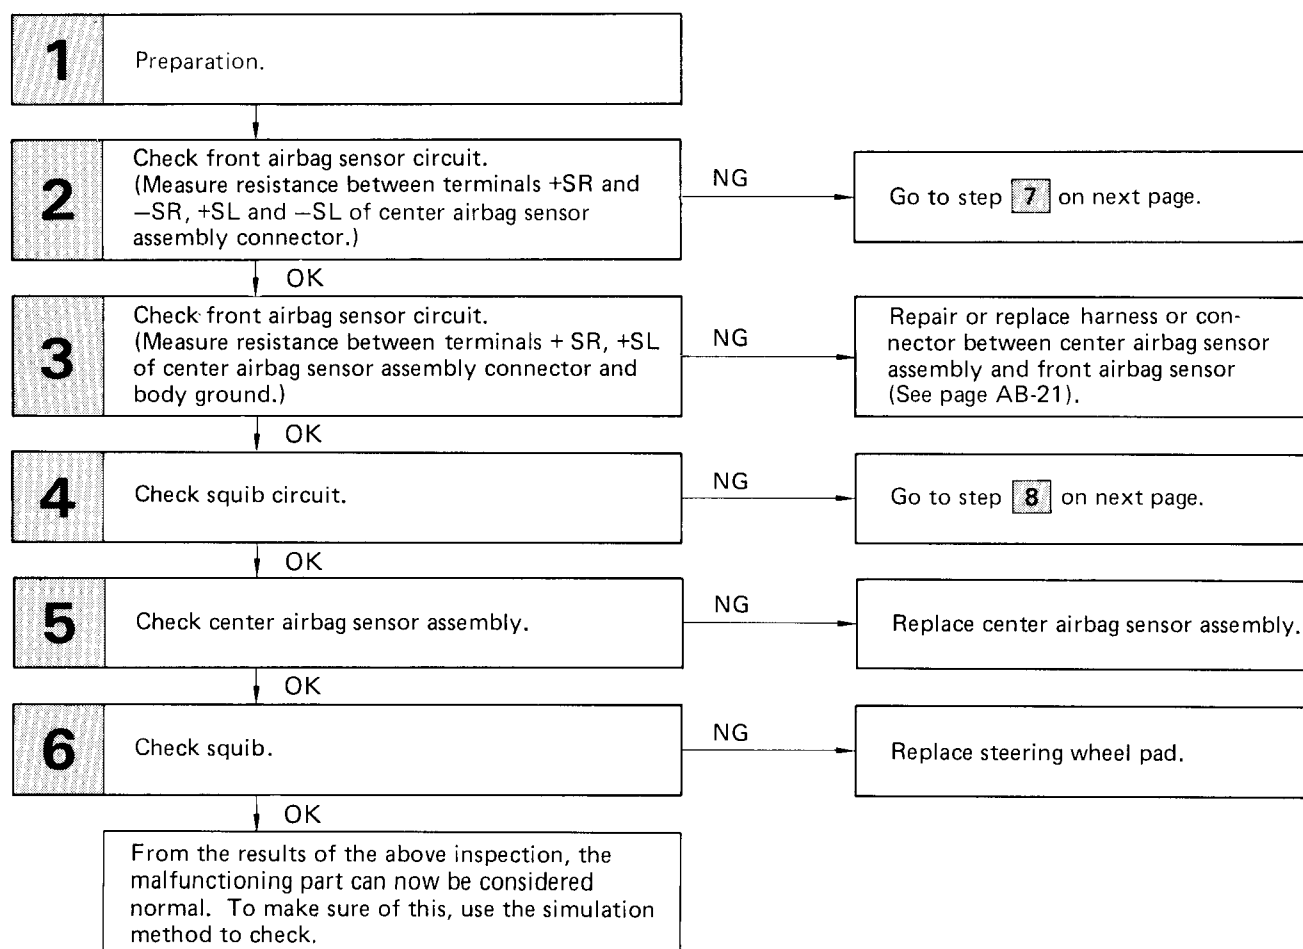 1
Preparation.
2
Check front airbag sensor circuit.
(Measure resistance between terminals +SR and
—SR, +SL and —SL of center airbag sensor
assembly connector.)
NG
Go to step 7 on next page.
OK
3
Check front airbag sensor circuit.
(Measure resistance between terminals + SR, +SL
of center airbag sensor assembly connector and
body ground.)
NG
Repair or replace harness or con-
nector between center airbag sensor
assembly and front airbag sensor
(See page AB-21).
OK
4
Check squib circuit.
NG
Go to step 8 on next page.
OK
5
Check center airbag sensor assembly.
NG
Replace center airbag sensor assembly.
OK
6
Check squib.
NG
Replace steering wheel pad.
OK
From the results of the above inspection, the
malfunctioning part can now be considered
normal. To make sure of this, use the simulation
method to check.